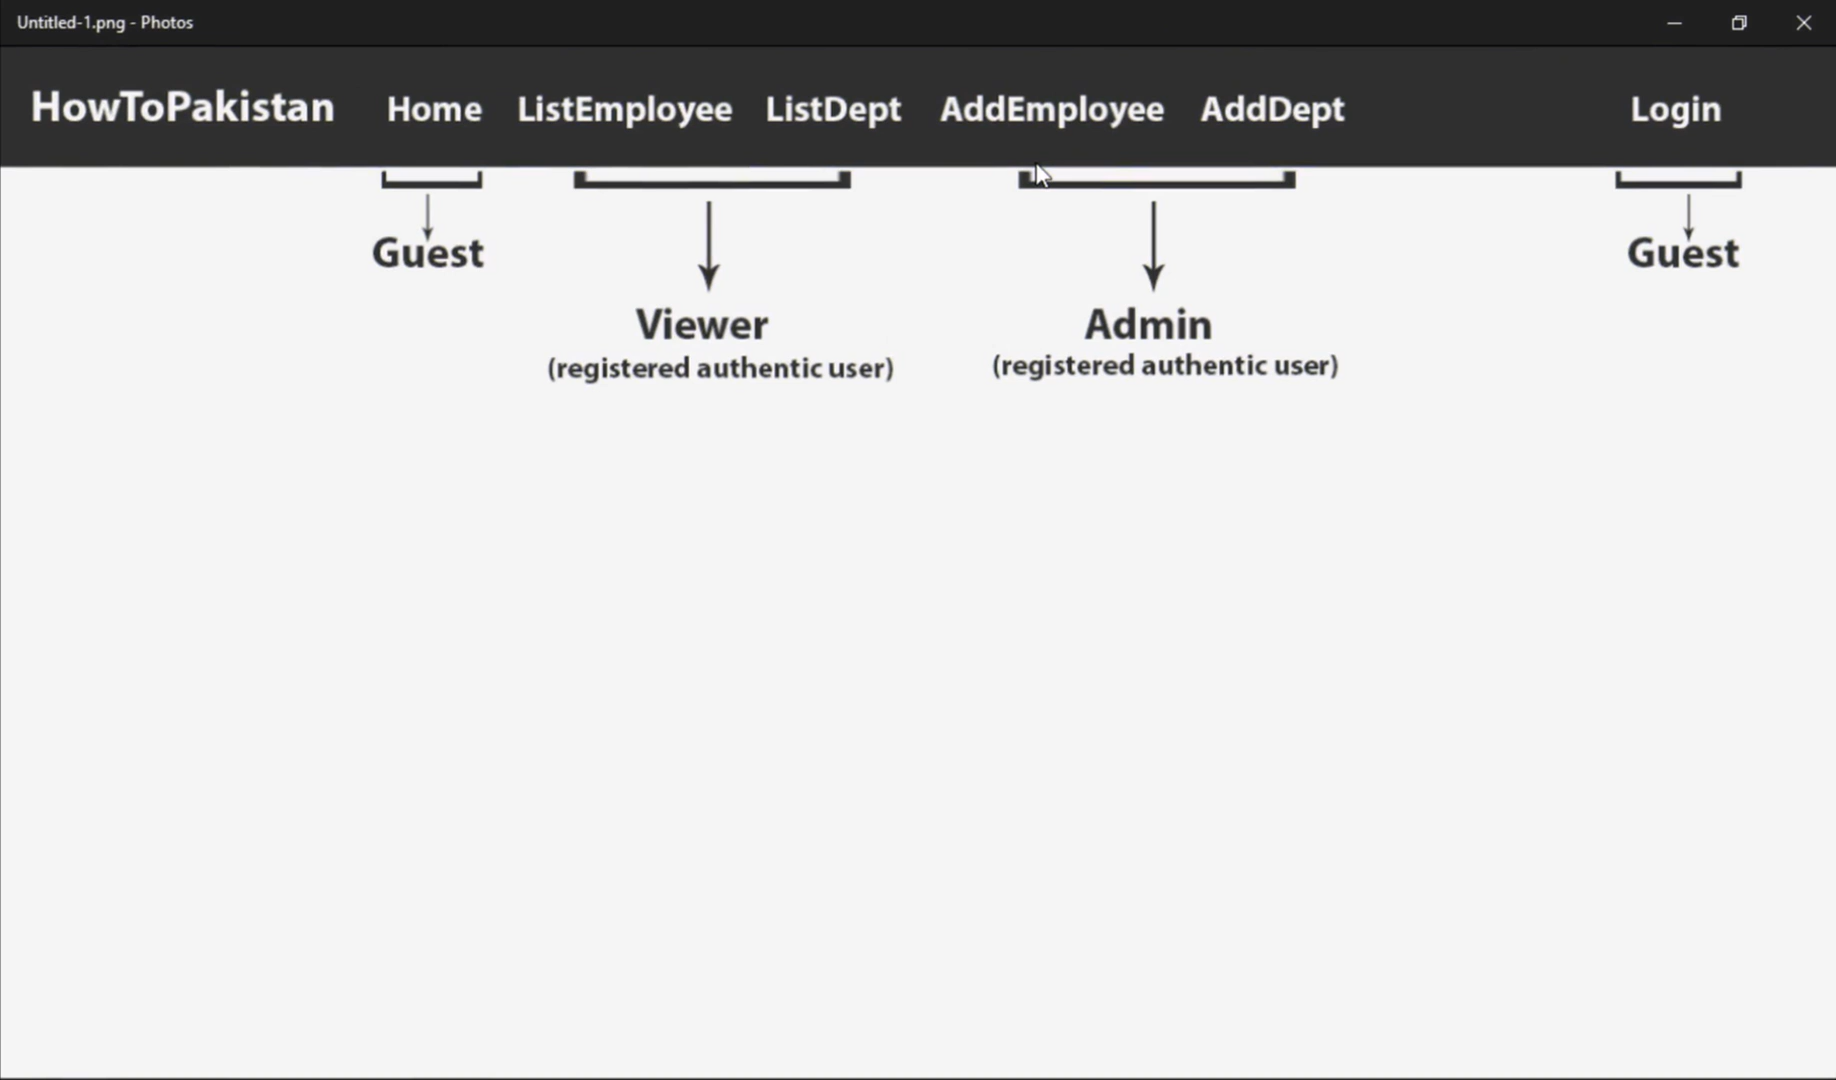 Untitled-1.png - Photos
HowToPakistan Home ListEmployee ListDept AddEmployee AddDept Login
Guest Guest
Viewer Admin
(registered authentic user) (registered authentic user)